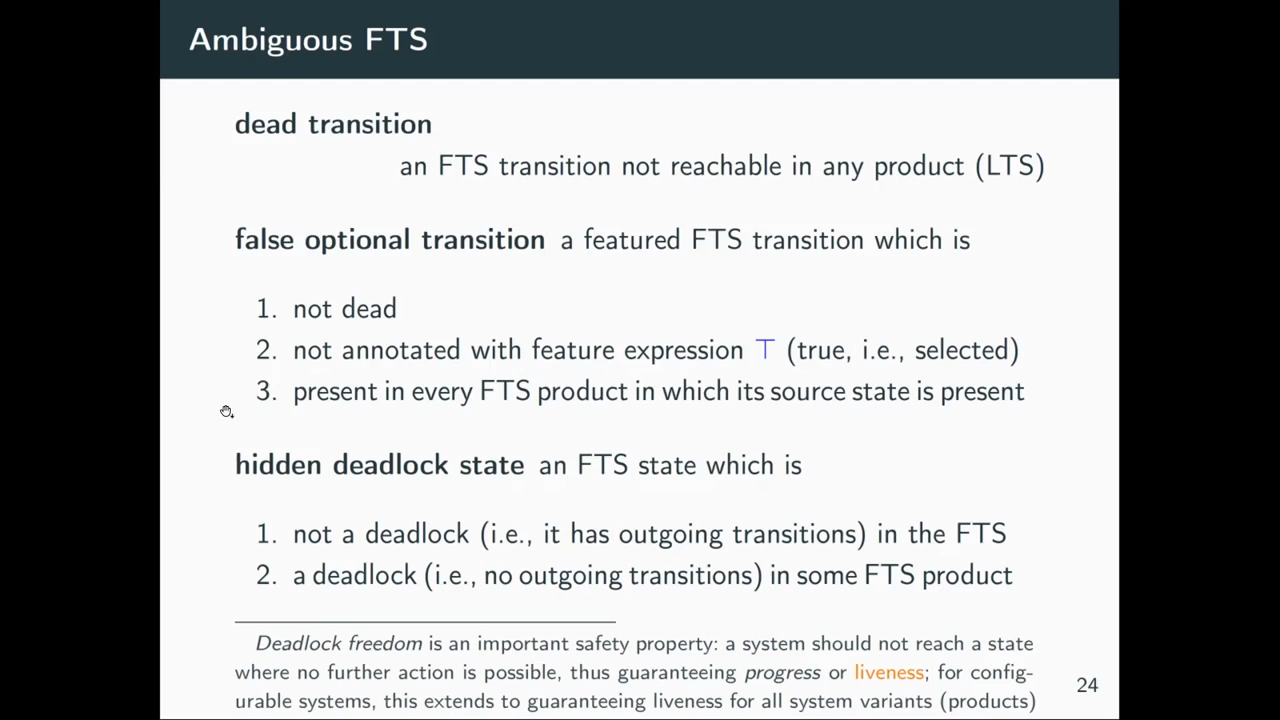 Ambiguous FTS
dead transition
an FTS transition not reachable in any product (LTS)
false optional transition a featured FTS transition which is
1. not dead
2. not annotated with feature expression ⊤ (true, i.e., selected)
3. present in every FTS product in which its source state is present
hidden deadlock state an FTS state which is
1. not a deadlock (i.e., it has outgoing transitions) in the FTS
2. a deadlock (i.e., no outgoing transitions) in some FTS product
Deadlock freedom is an important safety property: a system should not reach a state
where no further action is possible, thus guaranteeing progress or liveness; for config-
urable systems, this extends to guaranteeing liveness for all system variants (products)
24